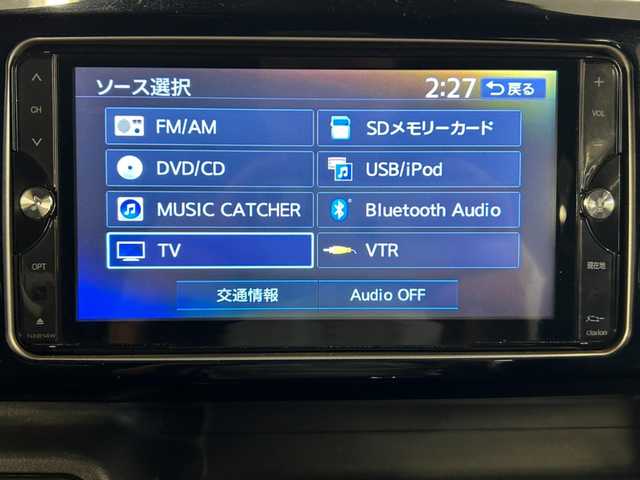 ソース選択
2:27
戻る
FM/AM
SDメモリーカード
DVD/CD
USB/iPod
MUSIC CATCHER
Bluetooth Audio
TV
VTR
交通情報
Audio OFF
CH
OPT
VOL
現在地
メニュー
Clarion